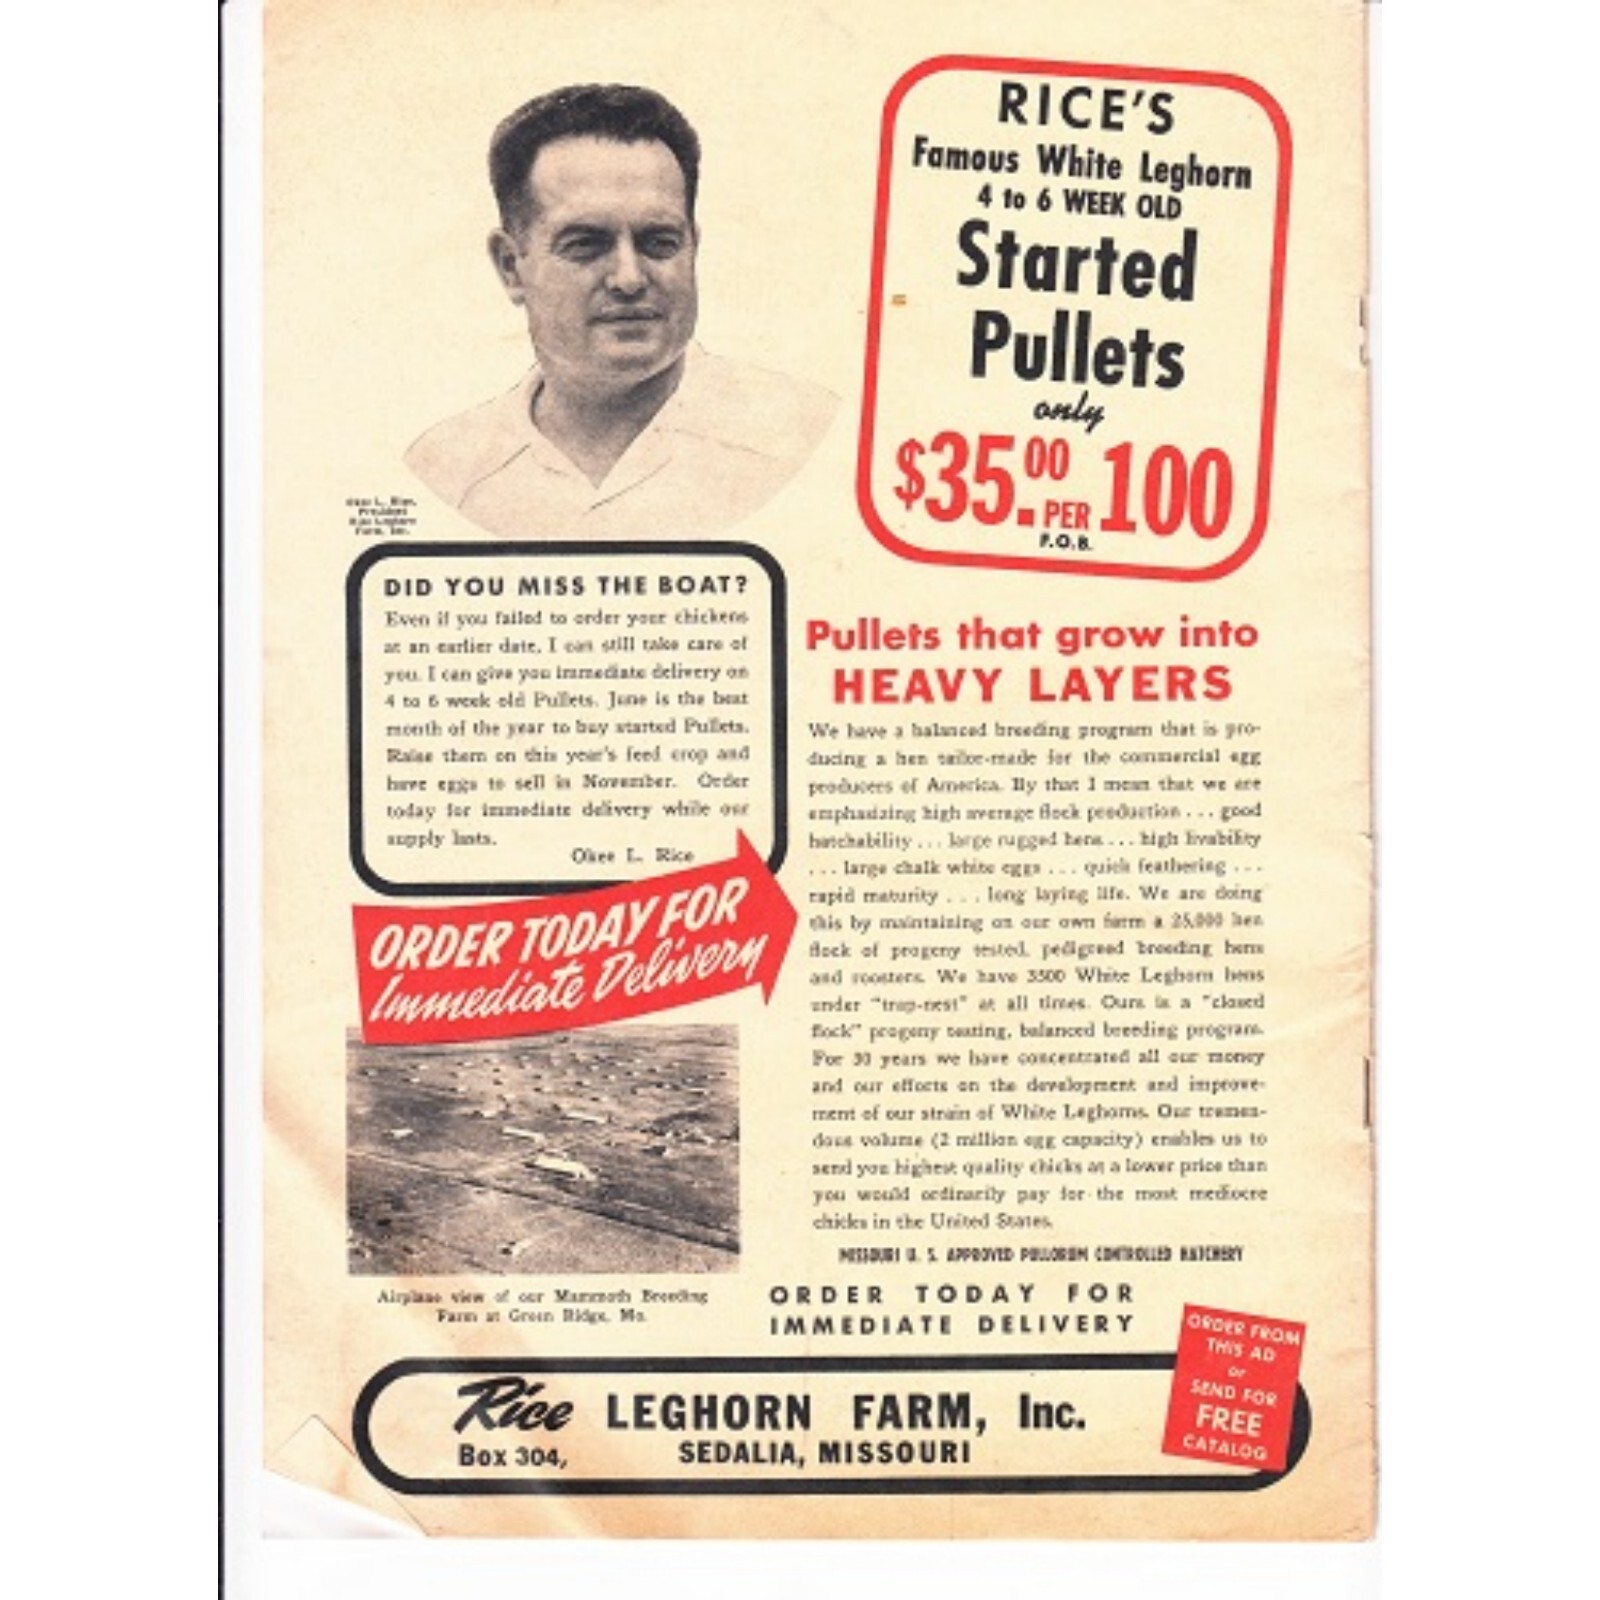 RICE'S
Famous White Leghorn
4 to 6 WEEK OLD
Started
Pullets
only
$35.00 PER 100
F.O.B.
Okee L. Rice,
President
Rice Leghorn
Farm, Inc.
DID YOU MISS THE BOAT?
Even if you failed to order your chickens
at an earlier date, I can still take care of
you. I can give you immediate delivery on
4 to 6 week old Pullets. June is the best
month of the year to buy started Pullets.
Raise them on this year's feed crop and
have eggs to sell in November. Order
today for immediate delivery while our
supply lasts.
Okee L. Rice
ORDER TODAY FOR
Immediate Delivery
Airplane view of our Mammoth Breeding
Farm at Green Ridge, Mo.
Pullets that grow into
HEAVY LAYERS
We have a balanced breeding program that is pro-
ducing a hen tailor-made for the commercial egg
producers of America. By that I mean that we are
emphasizing high average flock production . . . good
hatchability . . . large rugged hens . . . high livability
. . . large chalk white eggs . . . quick feathering . . .
rapid maturity . . . long laying life. We are doing
this by maintaining on our own farm a 25,000 hen
flock of progeny tested, pedigreed breeding hens
and roosters. We have 3500 White Leghorn hens
under "trap-nest" at all times. Ours is a "closed
flock" progeny testing, balanced breeding program.
For 30 years we have concentrated all our money
and our efforts on the development and improve-
ment of our strain of White Leghorns. Our tremen-
dous volume (2 million egg capacity) enables us to
send you highest quality chicks at a lower price than
you would ordinarily pay for the most mediocre
chicks in the United States.
MISSOURI U. S. APPROVED PULLORUM CONTROLLED HATCHERY
ORDER TODAY FOR
IMMEDIATE DELIVERY
Rice LEGHORN FARM, Inc.
Box 304, SEDALIA, MISSOURI
ORDER FROM
THIS AD
or
SEND FOR
FREE
CATALOG